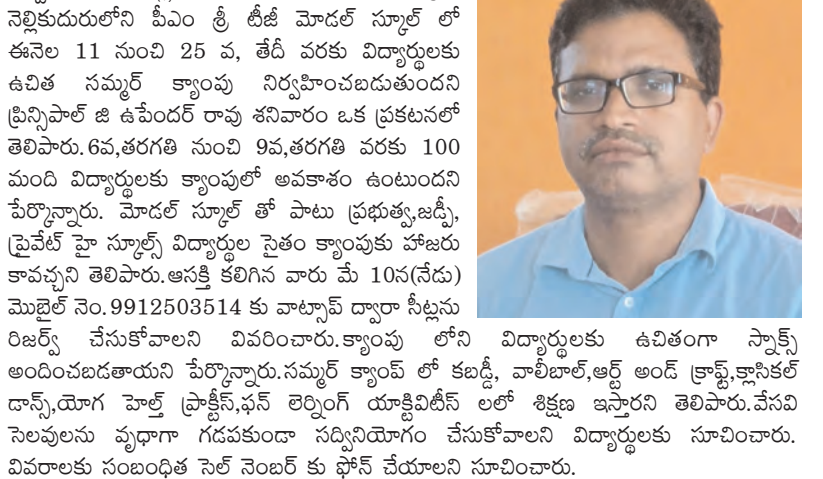 నెల్లికుదురులోని పీఎం శ్రీ టీజీ మోడల్ స్కూల్ లో
ఈనెల 11 నుంచి 25 వ, తేదీ వరకు విద్యార్థులకు
ఉచిత సమ్మర్ క్యాంపు నిర్వహించబడుతుందని
ప్రిన్సిపాల్ జి ఉపేందర్ రావు శనివారం ఒక ప్రకటనలో
తెలిపారు.6వ,తరగతి నుంచి 9వ,తరగతి వరకు 100
మంది విద్యార్థులకు క్యాంపులో అవకాశం ఉంటుందని
పేర్కొన్నారు. మోడల్ స్కూల్ తో పాటు ప్రభుత్వ,జడ్పీ,
ప్రైవేట్ హై స్కూల్స్ విద్యార్థుల సైతం క్యాంపుకు హాజరు
కావచ్చని తెలిపారు.ఆసక్తి కలిగిన వారు మే 10న(నేడు)
మొబైల్ నెం.9912503514 కు వాట్సాప్ ద్వారా సీట్లను
రిజర్వ్ చేసుకోవాలని వివరించారు.క్యాంపు లోని విద్యార్థులకు ఉచితంగా స్నాక్స్
అందించబడతాయని పేర్కొన్నారు.సమ్మర్ క్యాంప్ లో కబడ్డీ, వాలీబాల్,ఆర్ట్ అండ్ క్రాఫ్ట్,క్లాసికల్
డాన్స్,యోగ హెల్త్ ప్రాక్టీస్,ఫన్ లెర్నింగ్ యాక్టివిటీస్ లలో శిక్షణ ఇస్తారని తెలిపారు.వేసవి
సెలవులను వృధాగా గడపకుండా సద్వినియోగం చేసుకోవాలని విద్యార్థులకు సూచించారు.
వివరాలకు సంబంధిత సెల్ నెంబర్ కు ఫోన్ చేయాలని సూచించారు.